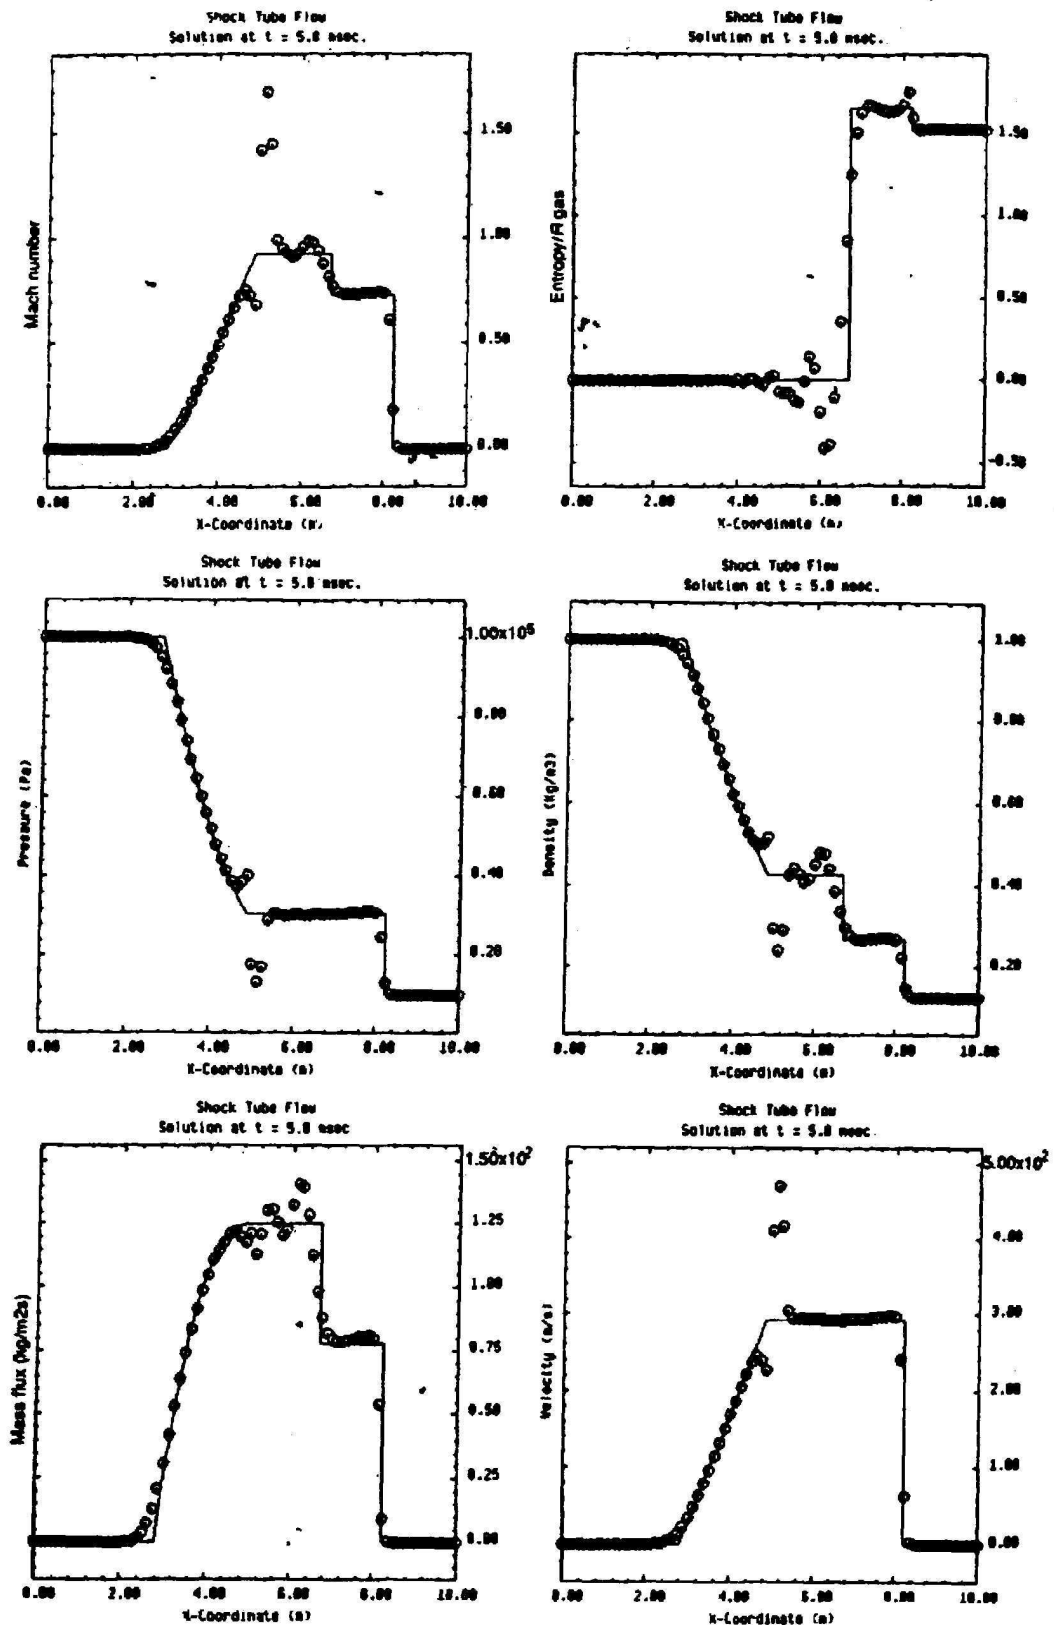 Shock Tube Flow
Solution at t = 5.0 msec.
Mach number
1.50
1.00
0.50
0.00
0.00 2.00 4.00 6.00 8.00 10.00
X-Coordinate (m)
Shock Tube Flow
Solution at t = 5.0 msec.
Entropy/Rgas
1.50
1.00
0.50
0.00
-0.50
0.00 2.00 4.00 6.00 8.00 10.00
X-Coordinate (m)
Shock Tube Flow
Solution at t = 5.0 msec.
Pressure (Pa)
1.00x10⁵
0.80
0.60
0.40
0.20
0.00 2.00 4.00 6.00 8.00 10.00
X-Coordinate (m)
Shock Tube Flow
Solution at t = 5.0 msec.
Density (Kg/m3)
1.00
0.80
0.60
0.40
0.20
0.00 2.00 4.00 6.00 8.00 10.00
X-Coordinate (m)
Shock Tube Flow
Solution at t = 5.0 msec
Mass flux (kg/m2s)
1.50x10²
1.25
1.00
0.75
0.50
0.25
0.00
0.00 2.00 4.00 6.00 8.00 10.00
X-Coordinate (m)
Shock Tube Flow
Solution at t = 5.0 msec
Velocity (m/s)
5.00x10²
4.00
3.00
2.00
1.00
0.00
0.00 2.00 4.00 6.00 8.00 10.00
X-Coordinate (m)